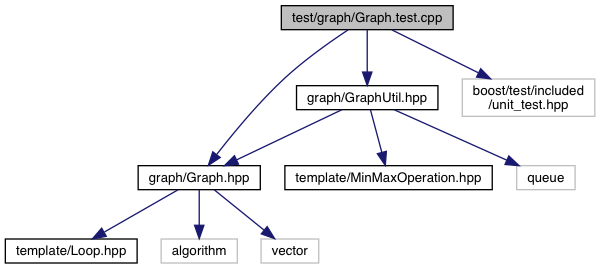 test/graph/Graph.test.cpp
graph/GraphUtil.hpp
boost/test/included
/unit_test.hpp
graph/Graph.hpp
template/MinMaxOperation.hpp
queue
template/Loop.hpp
algorithm
vector